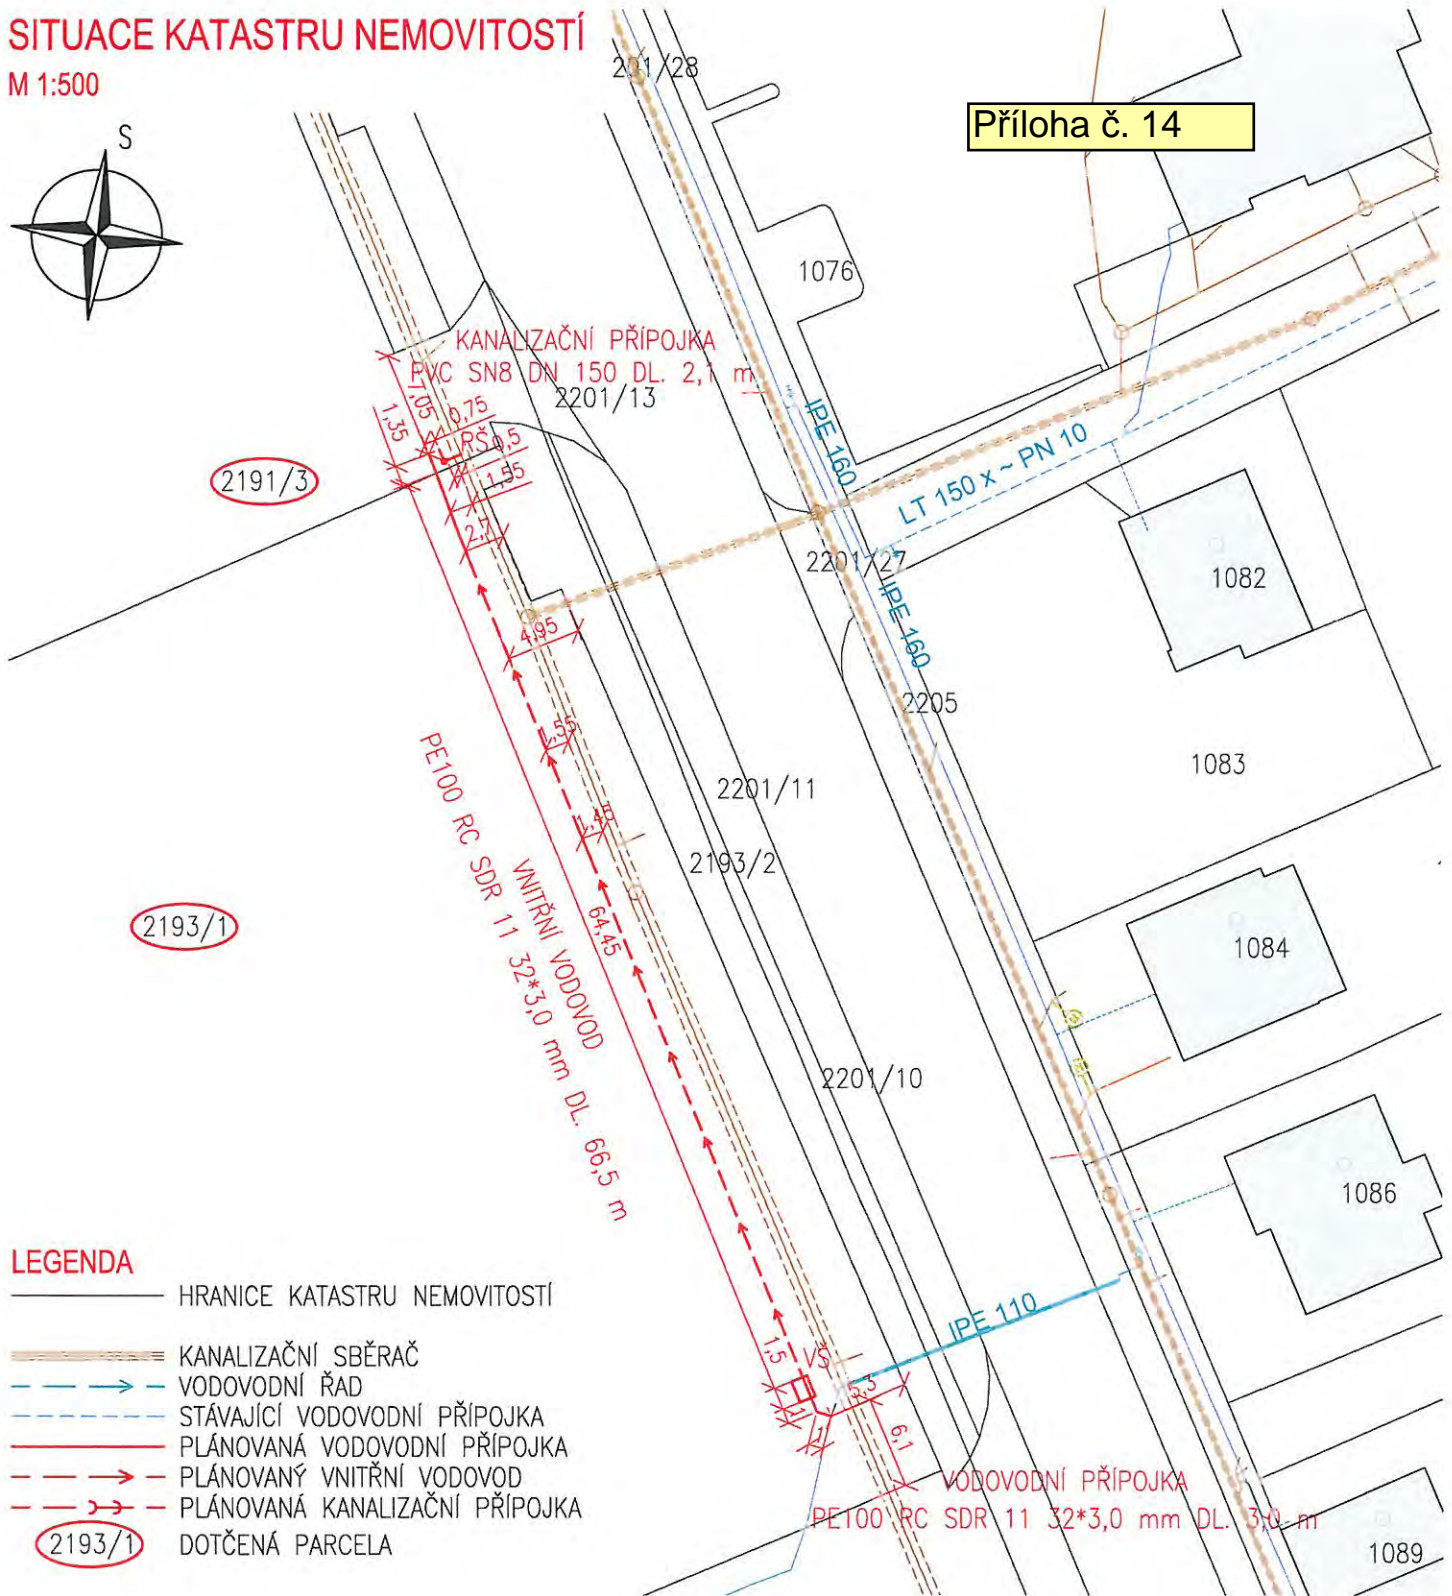 SITUACE KATASTRU NEMOVITOSTÍ
M 1:500
S
Příloha č. 14
201/28
1076
KANALIZAČNÍ PŘÍPOJKA
PVC SN8 DN 150 DL. 2,1 m
2201/13
7,05
1,35
0,75
RŠ
0,5
1,55
2191/3
IPE 160
LT 150 x ~ PN 10
2201/27
1082
IPE 160
4,95
2205
1083
2201/11
2193/2
PE100 RC SDR 11 32*3,0 mm DL. 66,5 m
VNITŘNÍ VODOVOD
64,45
2193/1
1084
2201/10
1086
IPE 110
1,5
VŠ
1
1
6,1
VODOVODNÍ PŘÍPOJKA
PE100 RC SDR 11 32*3,0 mm DL. 3,0 m
1089
LEGENDA
HRANICE KATASTRU NEMOVITOSTÍ
KANALIZAČNÍ SBĚRAČ
VODOVODNÍ ŘAD
STÁVAJÍCÍ VODOVODNÍ PŘÍPOJKA
PLÁNOVANÁ VODOVODNÍ PŘÍPOJKA
PLÁNOVANÝ VNITŘNÍ VODOVOD
PLÁNOVANÁ KANALIZAČNÍ PŘÍPOJKA
2193/1 DOTČENÁ PARCELA